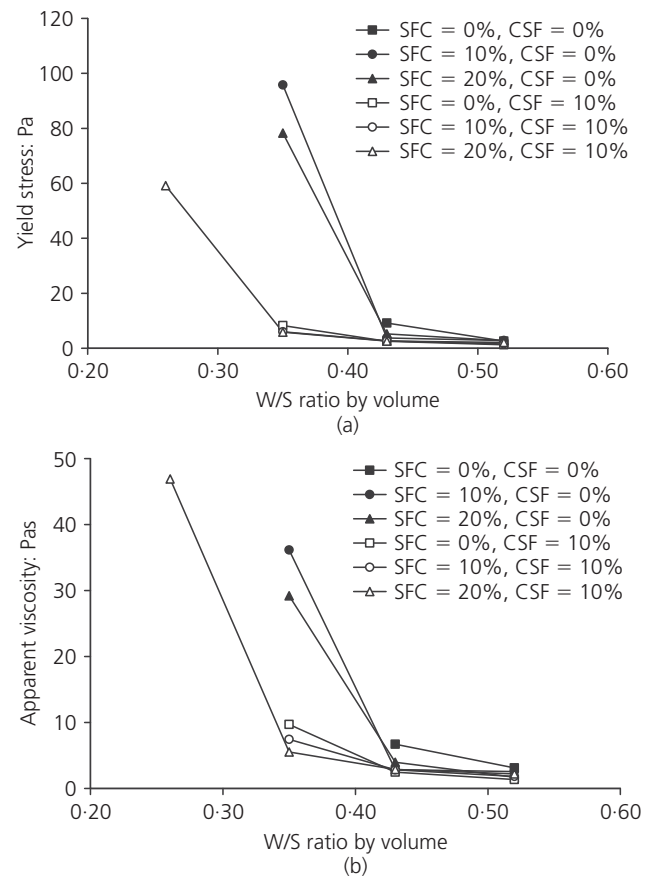 120
100
80
60
40
20
0
Yield stress: Pa
SFC = 0%, CSF = 0%
SFC = 10%, CSF = 0%
SFC = 20%, CSF = 0%
SFC = 0%, CSF = 10%
SFC = 10%, CSF = 10%
SFC = 20%, CSF = 10%
0·20 0·30 0·40 0·50 0·60
W/S ratio by volume
(a)
50
40
30
20
10
0
Apparent viscosity: Pas
SFC = 0%, CSF = 0%
SFC = 10%, CSF = 0%
SFC = 20%, CSF = 0%
SFC = 0%, CSF = 10%
SFC = 10%, CSF = 10%
SFC = 20%, CSF = 10%
0·20 0·30 0·40 0·50 0·60
W/S ratio by volume
(b)